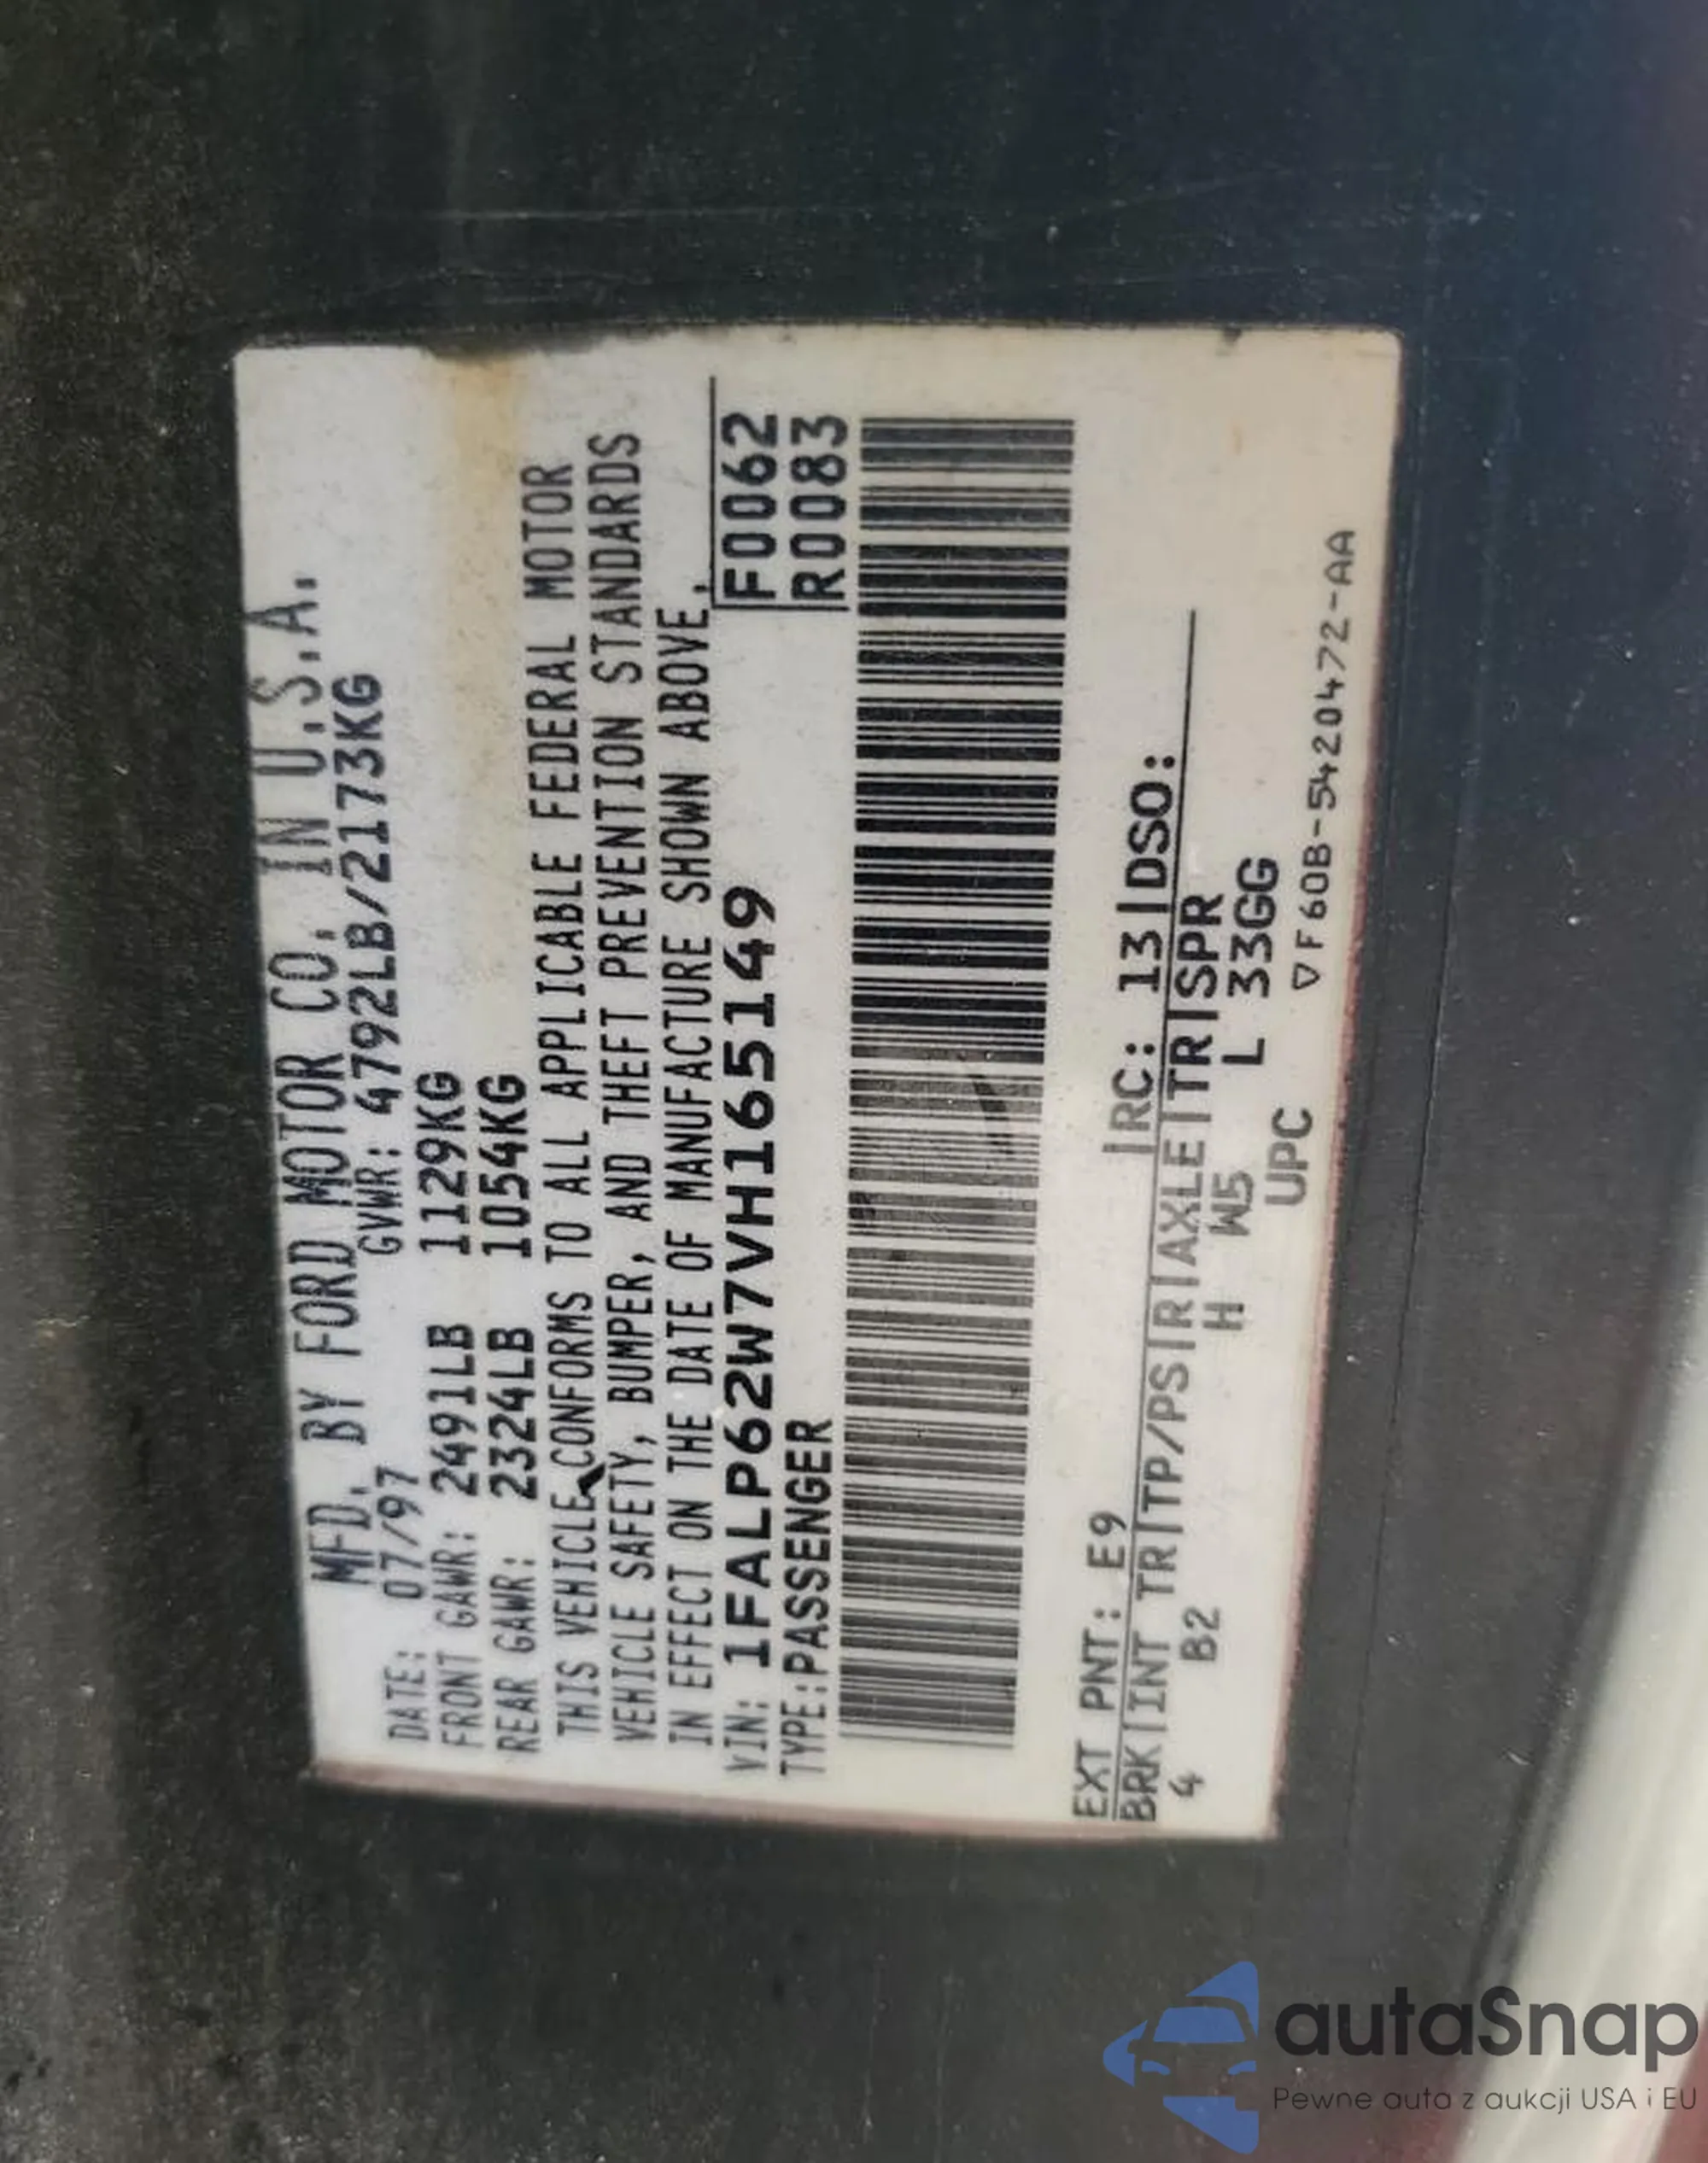 MFD. BY FORD MOTOR CO. IN U.S.A.
DATE: 07/97 GVWR: 4792LB/2173KG
FRONT GAWR: 2491LB 1129KG
REAR GAWR: 2324LB 1054KG
THIS VEHICLE CONFORMS TO ALL APPLICABLE FEDERAL MOTOR
VEHICLE SAFETY, BUMPER, AND THEFT PREVENTION STANDARDS
IN EFFECT ON THE DATE OF MANUFACTURE SHOWN ABOVE.
VIN: 1FALP62W7VH165149 F0062
TYPE:PASSENGER R0083
EXT PNT: E9 |RC: 13|DSO:
BRK|INT TR|TP/PS|R|AXLE|TR|SPR
4 B2 H W5 L 33GG
UPC ▽F60B-5420472-AA
autaSnap
Pewne auta z aukcji USA i EU